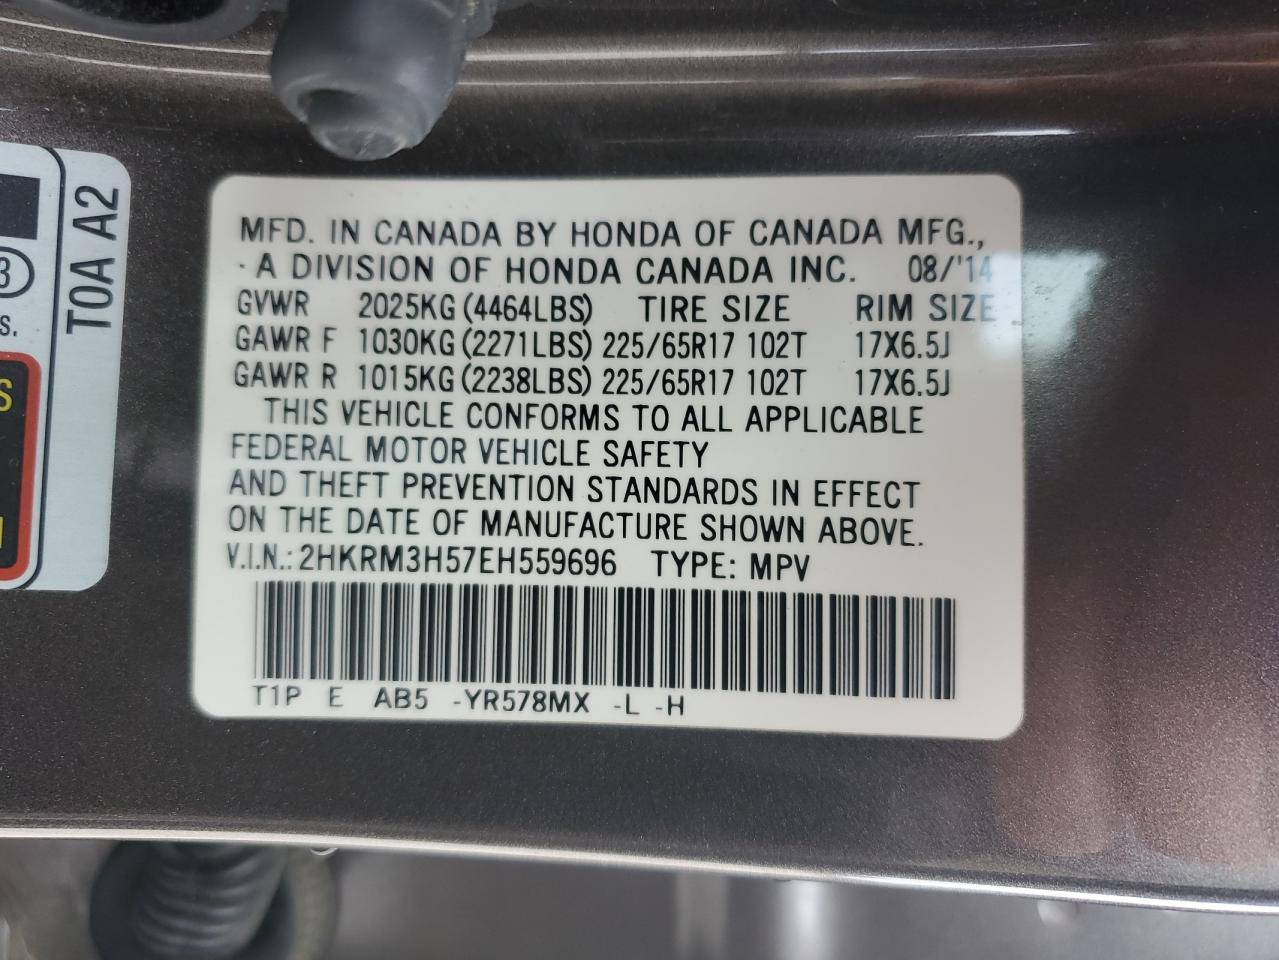 MFD. IN CANADA BY HONDA OF CANADA MFG.,
· A DIVISION OF HONDA CANADA INC. 08/'14
GVWR 2025KG (4464LBS) TIRE SIZE RIM SIZE
GAWR F 1030KG (2271LBS) 225/65R17 102T 17X6.5J
GAWR R 1015KG (2238LBS) 225/65R17 102T 17X6.5J
THIS VEHICLE CONFORMS TO ALL APPLICABLE
FEDERAL MOTOR VEHICLE SAFETY
AND THEFT PREVENTION STANDARDS IN EFFECT
ON THE DATE OF MANUFACTURE SHOWN ABOVE.
V.I.N.: 2HKRM3H57EH559696 TYPE: MPV
T1P E AB5 -YR578MX -L -H
T0A A2
3
S.
S